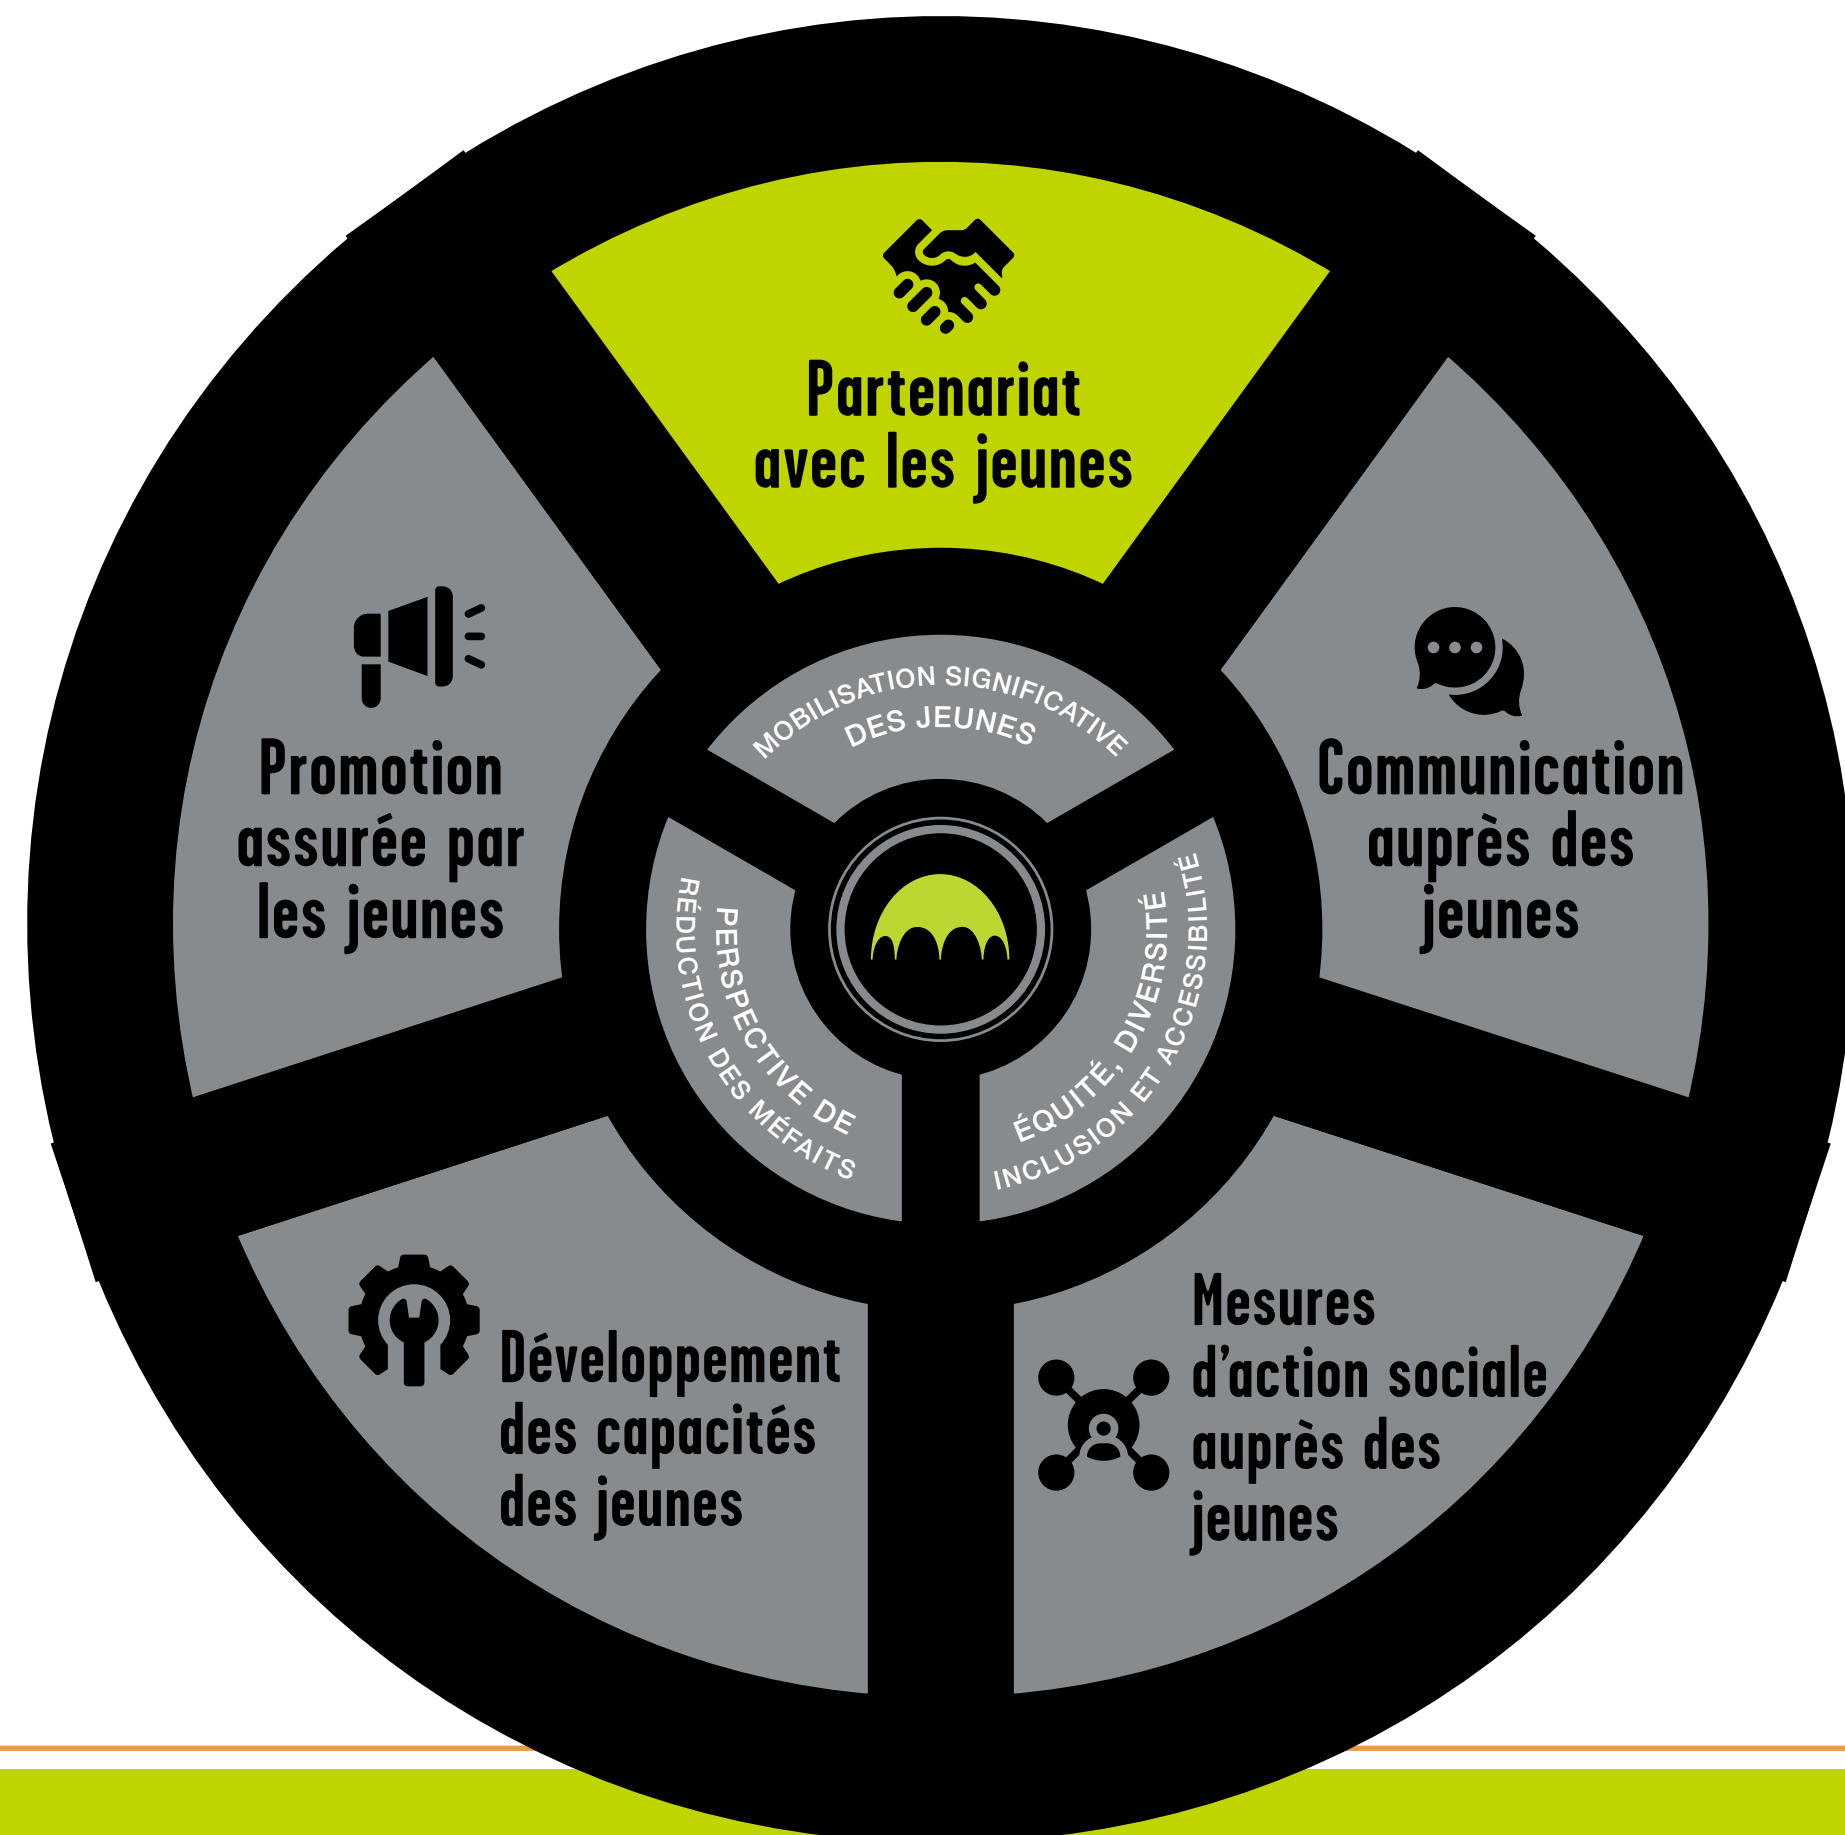 Partenariat
avec les jeunes
Communication
auprès des
jeunes
Mesures
d'action sociale
auprès des
jeunes
Développement
des capacités
des jeunes
Promotion
assurée par
les jeunes
MOBILISATION SIGNIFICATIVE
DES JEUNES
ÉQUITÉ, DIVERSITÉ
INCLUSION ET ACCESSIBILITÉ
PERSPECTIVE DE
RÉDUCTION DES MÉFAITS